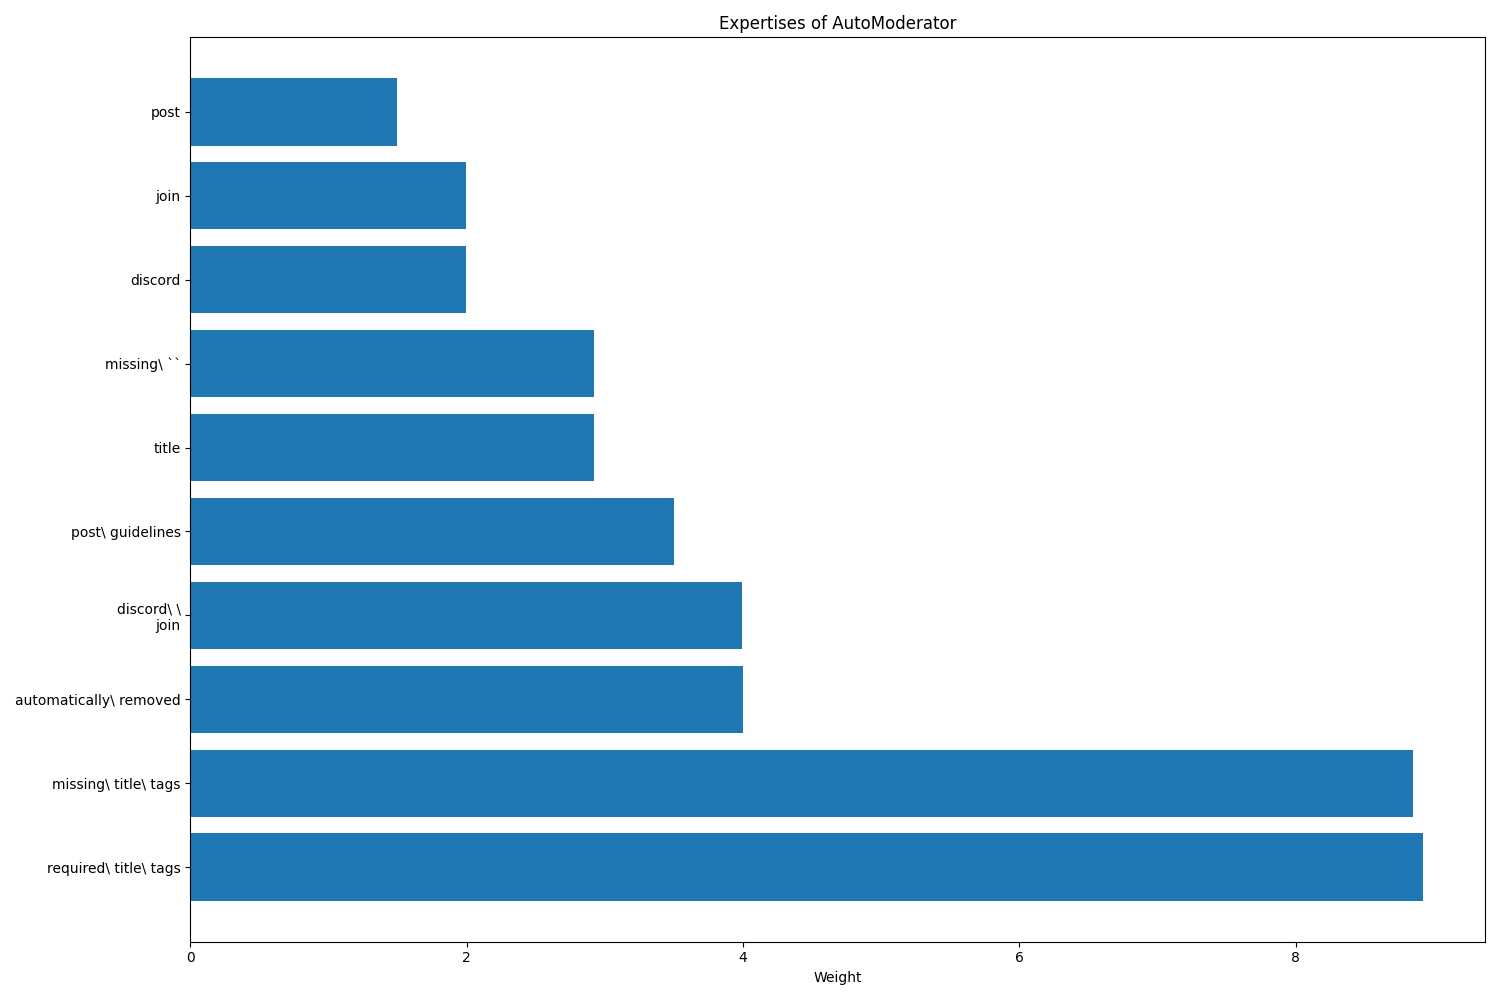 Expertises of AutoModerator
post
join
discord
missing\ ``
title
post\ guidelines
discord\ \
join
automatically\ removed
missing\ title\ tags
required\ title\ tags
0 2 4 6 8
Weight